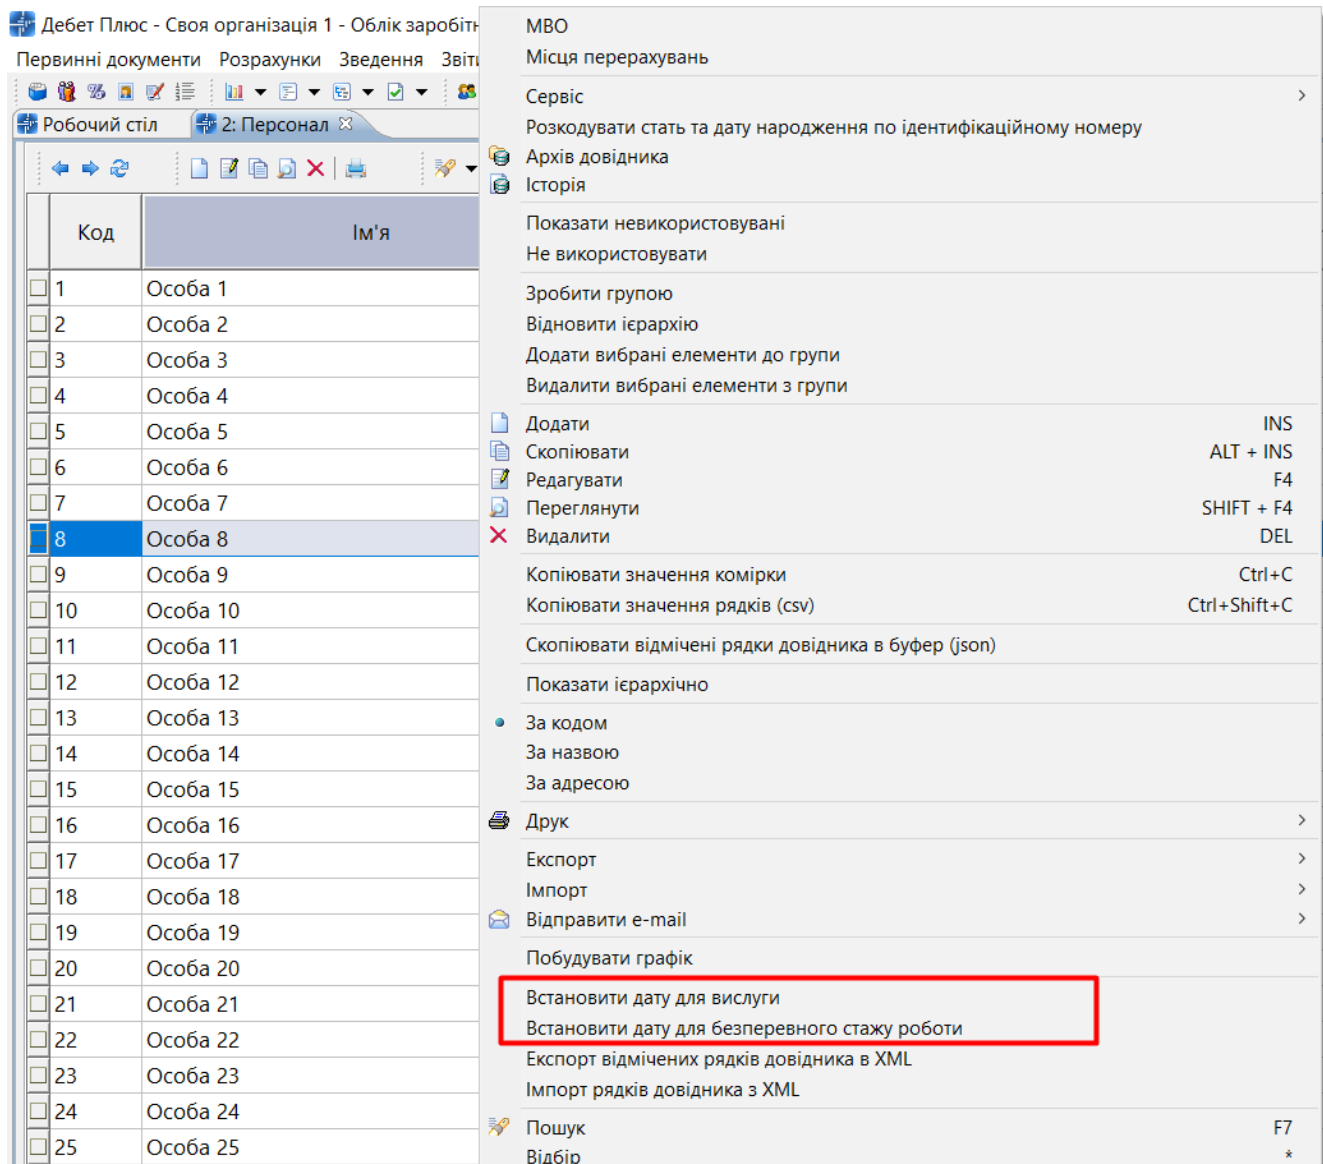 Дебет Плюс - Своя організація 1 - Облік заробітн
Первинні документи Розрахунки Зведення Звіти
Робочий стіл 2: Персонал
Код Ім'я
1 Особа 1
2 Особа 2
3 Особа 3
4 Особа 4
5 Особа 5
6 Особа 6
7 Особа 7
8 Особа 8
9 Особа 9
10 Особа 10
11 Особа 11
12 Особа 12
13 Особа 13
14 Особа 14
15 Особа 15
16 Особа 16
17 Особа 17
18 Особа 18
19 Особа 19
20 Особа 20
21 Особа 21
22 Особа 22
23 Особа 23
24 Особа 24
25 Особа 25
МВО
Місця перерахувань
Сервіс
Розкодувати стать та дату народження по ідентифікаційному номеру
Архів довідника
Історія
Показати невикористовувані
Не використовувати
Зробити групою
Відновити ієрархію
Додати вибрані елементи до групи
Видалити вибрані елементи з групи
Додати INS
Скопіювати ALT + INS
Редагувати F4
Переглянути SHIFT + F4
Видалити DEL
Копіювати значення комірки Ctrl+C
Копіювати значення рядків (csv) Ctrl+Shift+C
Скопіювати відмічені рядки довідника в буфер (json)
Показати ієрархічно
За кодом
За назвою
За адресою
Друк
Експорт
Імпорт
Відправити e-mail
Побудувати графік
Встановити дату для вислуги
Встановити дату для безперевного стажу роботи
Експорт відмічених рядків довідника в XML
Імпорт рядків довідника з XML
Пошук F7
Відбір *